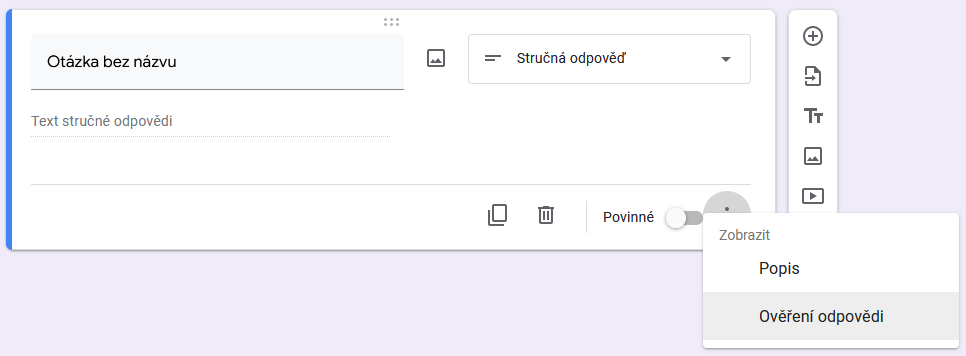 Otázka bez názvu
Stručná odpověď
Text stručné odpovědi
Povinné
Zobrazit
Popis
Ověření odpovědi